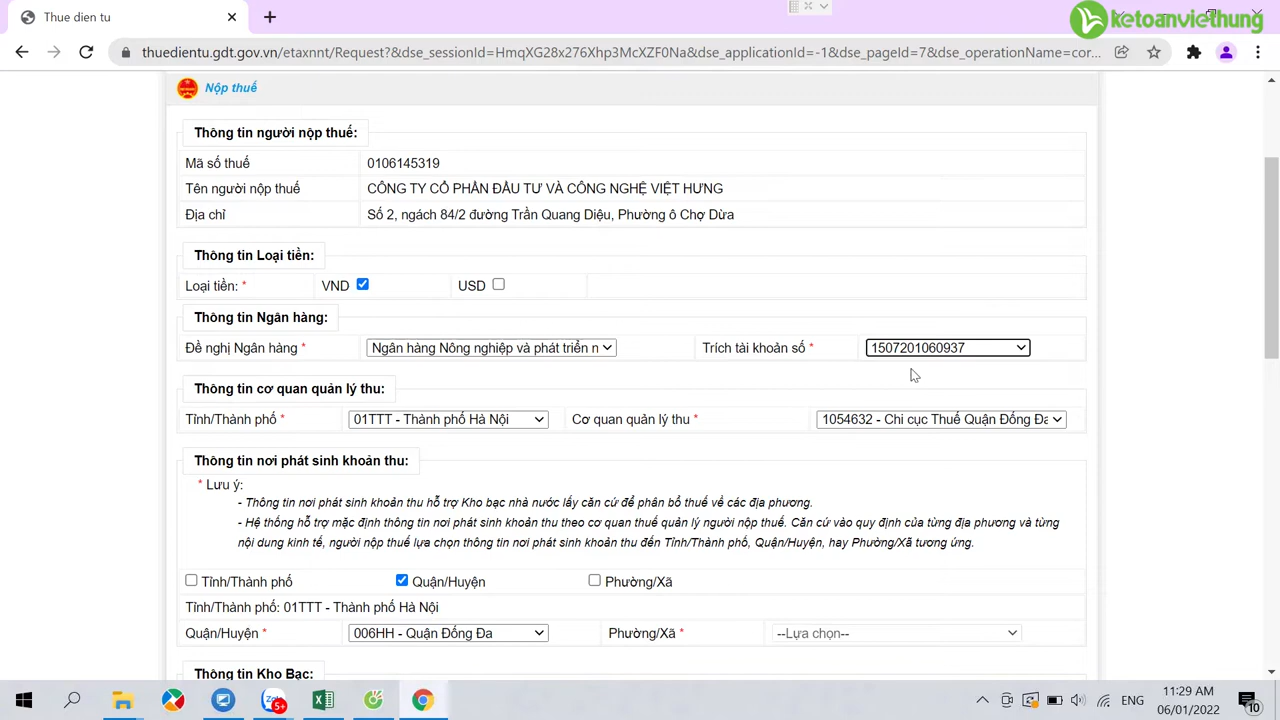 Thue dien tu
ketoanviethung
thuedientu.gdt.gov.vn/etaxnnt/Request?&dse_sessionId=HmqXG28x276Xhp3McXZF0Na&dse_applicationId=-1&dse_pageId=7&dse_operationName=cor...
Nộp thuế
Thông tin người nộp thuế:
Mã số thuế 0106145319
Tên người nộp thuế CÔNG TY CỔ PHẦN ĐẦU TƯ VÀ CÔNG NGHỆ VIỆT HƯNG
Địa chỉ Số 2, ngách 84/2 đường Trần Quang Diệu, Phường ô Chợ Dừa
Thông tin Loại tiền:
Loại tiền: * VND USD
Thông tin Ngân hàng:
Đề nghị Ngân hàng * Ngân hàng Nông nghiệp và phát triển n Trích tài khoản số * 1507201060937
Thông tin cơ quan quản lý thu:
Tỉnh/Thành phố * 01TTT - Thành phố Hà Nội Cơ quan quản lý thu * 1054632 - Chi cục Thuế Quận Đống Đa
Thông tin nơi phát sinh khoản thu:
* Lưu ý:
- Thông tin nơi phát sinh khoản thu hỗ trợ Kho bạc nhà nước lấy căn cứ để phân bổ thuế về các địa phương.
- Hệ thống hỗ trợ mặc định thông tin nơi phát sinh khoản thu theo cơ quan thuế quản lý người nộp thuế. Căn cứ vào quy định của từng địa phương và từng
nội dung kinh tế, người nộp thuế lựa chọn thông tin nơi phát sinh khoản thu đến Tỉnh/Thành phố, Quận/Huyện, hay Phường/Xã tương ứng.
Tỉnh/Thành phố Quận/Huyện Phường/Xã
Tỉnh/Thành phố: 01TTT - Thành phố Hà Nội
Quận/Huyện * 006HH - Quận Đống Đa Phường/Xã * --Lựa chọn--
Thông tin Kho Bạc:
5+
ENG
11:29 AM
06/01/2022
10